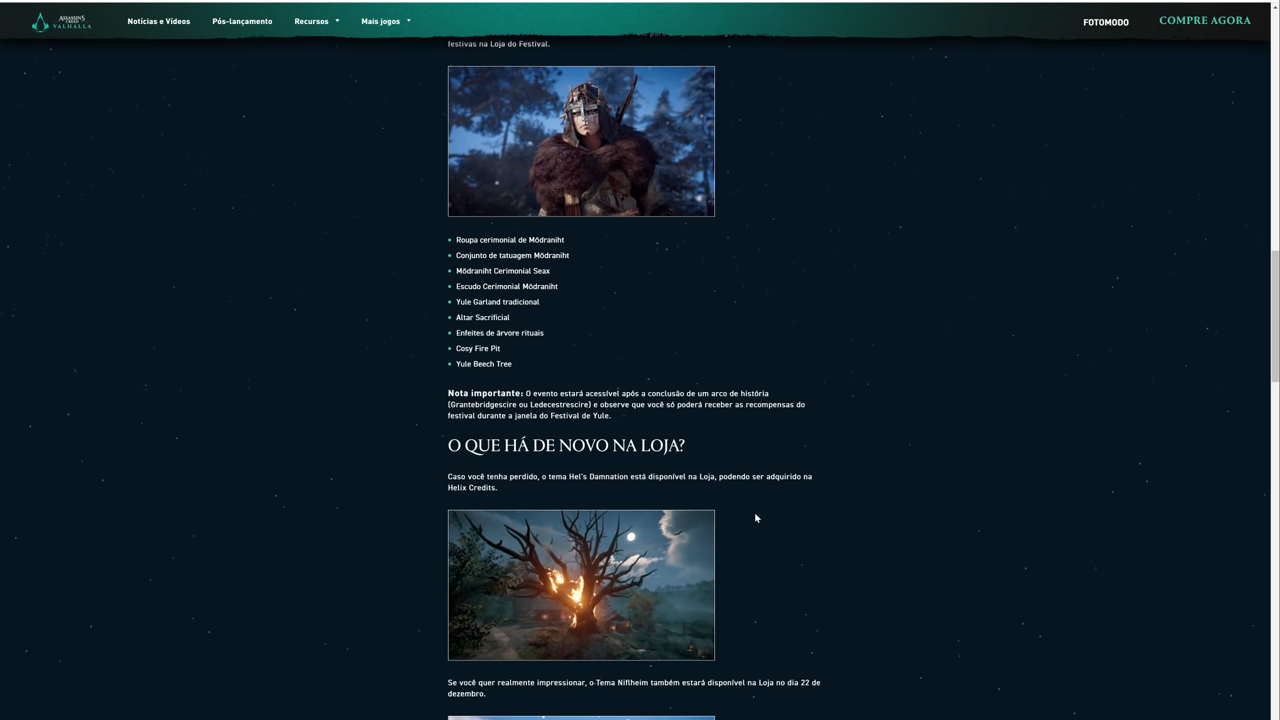 ASSASSIN'S
CREED
VALHALLA
Notícias e Vídeos
Pós-lançamento
Recursos
Mais jogos
FOTOMODO
COMPRE AGORA
festivas na Loja do Festival.
Roupa cerimonial de Mōdraniht
Conjunto de tatuagem Mōdraniht
Mōdraniht Cerimonial Seax
Escudo Cerimonial Mōdraniht
Yule Garland tradicional
Altar Sacrificial
Enfeites de árvore rituais
Cosy Fire Pit
Yule Beech Tree
Nota importante: O evento estará acessível após a conclusão de um arco de história
(Grantebridgescire ou Ledecestrescire) e observe que você só poderá receber as recompensas do
festival durante a janela do Festival de Yule.
O QUE HÁ DE NOVO NA LOJA?
Caso você tenha perdido, o tema Hel's Damnation está disponível na Loja, podendo ser adquirido na
Helix Credits.
Se você quer realmente impressionar, o Tema Niflheim também estará disponível na Loja no dia 22 de
dezembro.